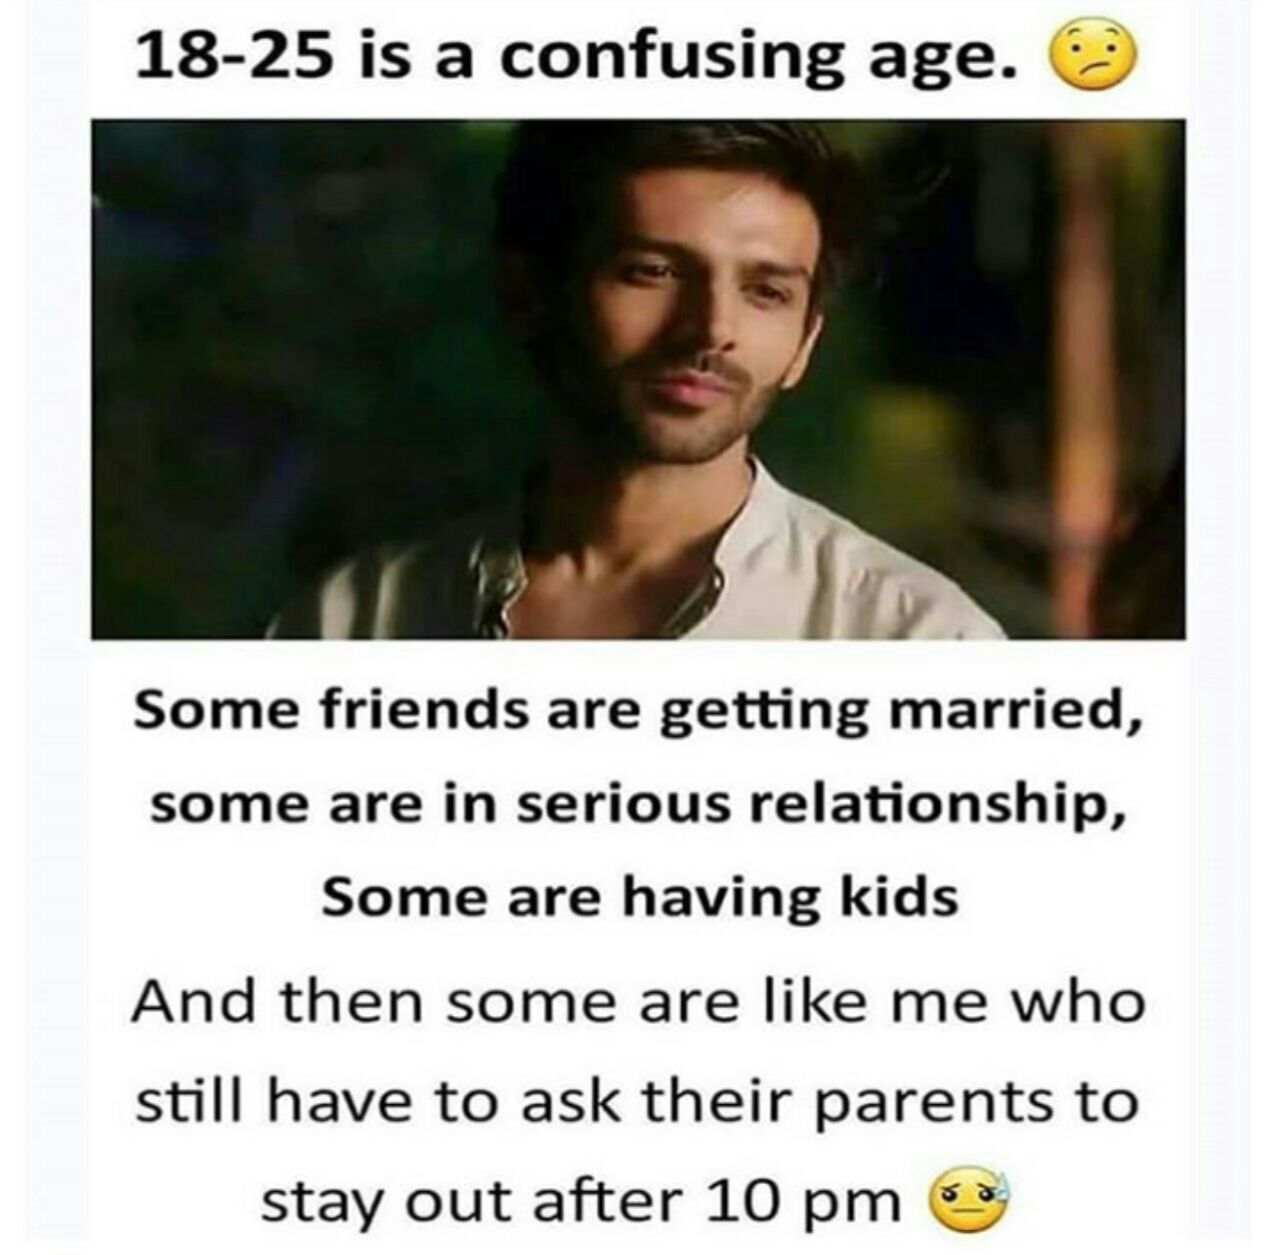 18-25 is a confusing age. 😕
Some friends are getting married,
some are in serious relationship,
Some are having kids
And then some are like me who
still have to ask their parents to
stay out after 10 pm 😓